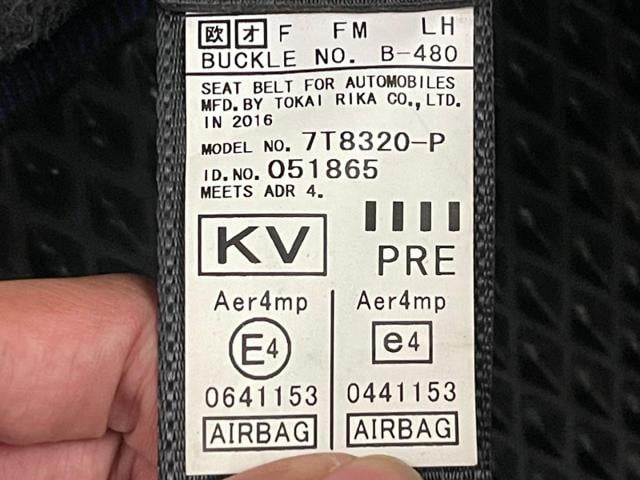 欧 オ F FM LH
BUCKLE NO. B-480
SEAT BELT FOR AUTOMOBILES
MFD. BY TOKAI RIKA CO., LTD.
IN 2016
MODEL NO. 7T8320-P
ID. NO. 051865
MEETS ADR 4.
KV
PRE
Aer4mp Aer4mp
E4 e4
0641153 0441153
AIRBAG AIRBAG